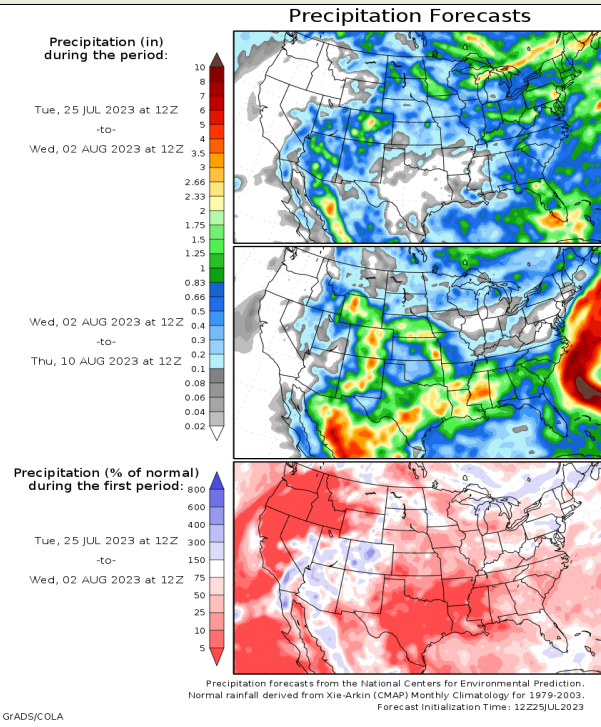 Precipitation Forecasts
Precipitation (in)
during the period:
Tue, 25 JUL 2023 at 12Z
-to-
Wed, 02 AUG 2023 at 12Z
10
8
7
6
5
4
3.5
3
2.66
2.33
2
1.75
1.5
1.25
1
0.83
0.66
0.5
0.4
0.3
0.2
0.1
0.08
0.06
0.04
0.02
Wed, 02 AUG 2023 at 12Z
-to-
Thu, 10 AUG 2023 at 12Z
Precipitation (% of normal)
during the first period:
Tue, 25 JUL 2023 at 12Z
-to-
Wed, 02 AUG 2023 at 12Z
800
600
400
300
150
75
50
25
10
5
Precipitation forecasts from the National Centers for Environmental Prediction.
Normal rainfall derived from Xie-Arkin (CMAP) Monthly Climatology for 1979-2003.
Forecast Initialization Time: 12Z25JUL2023
GrADS/COLA